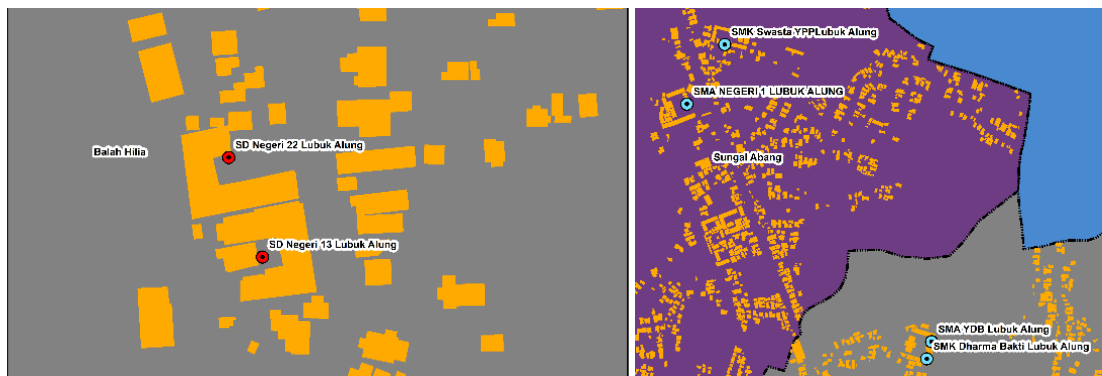 SD Negeri 22 Lubuk Alung
Balah Hilia
SD Negeri 13 Lubuk Alung
SMK Swasta YPPLubuk Alung
SMA NEGERI 1 LUBUK ALUNG
Sungai Abang
SMA YDB Lubuk Alung
SMK Dharma Bakti Lubuk Alung